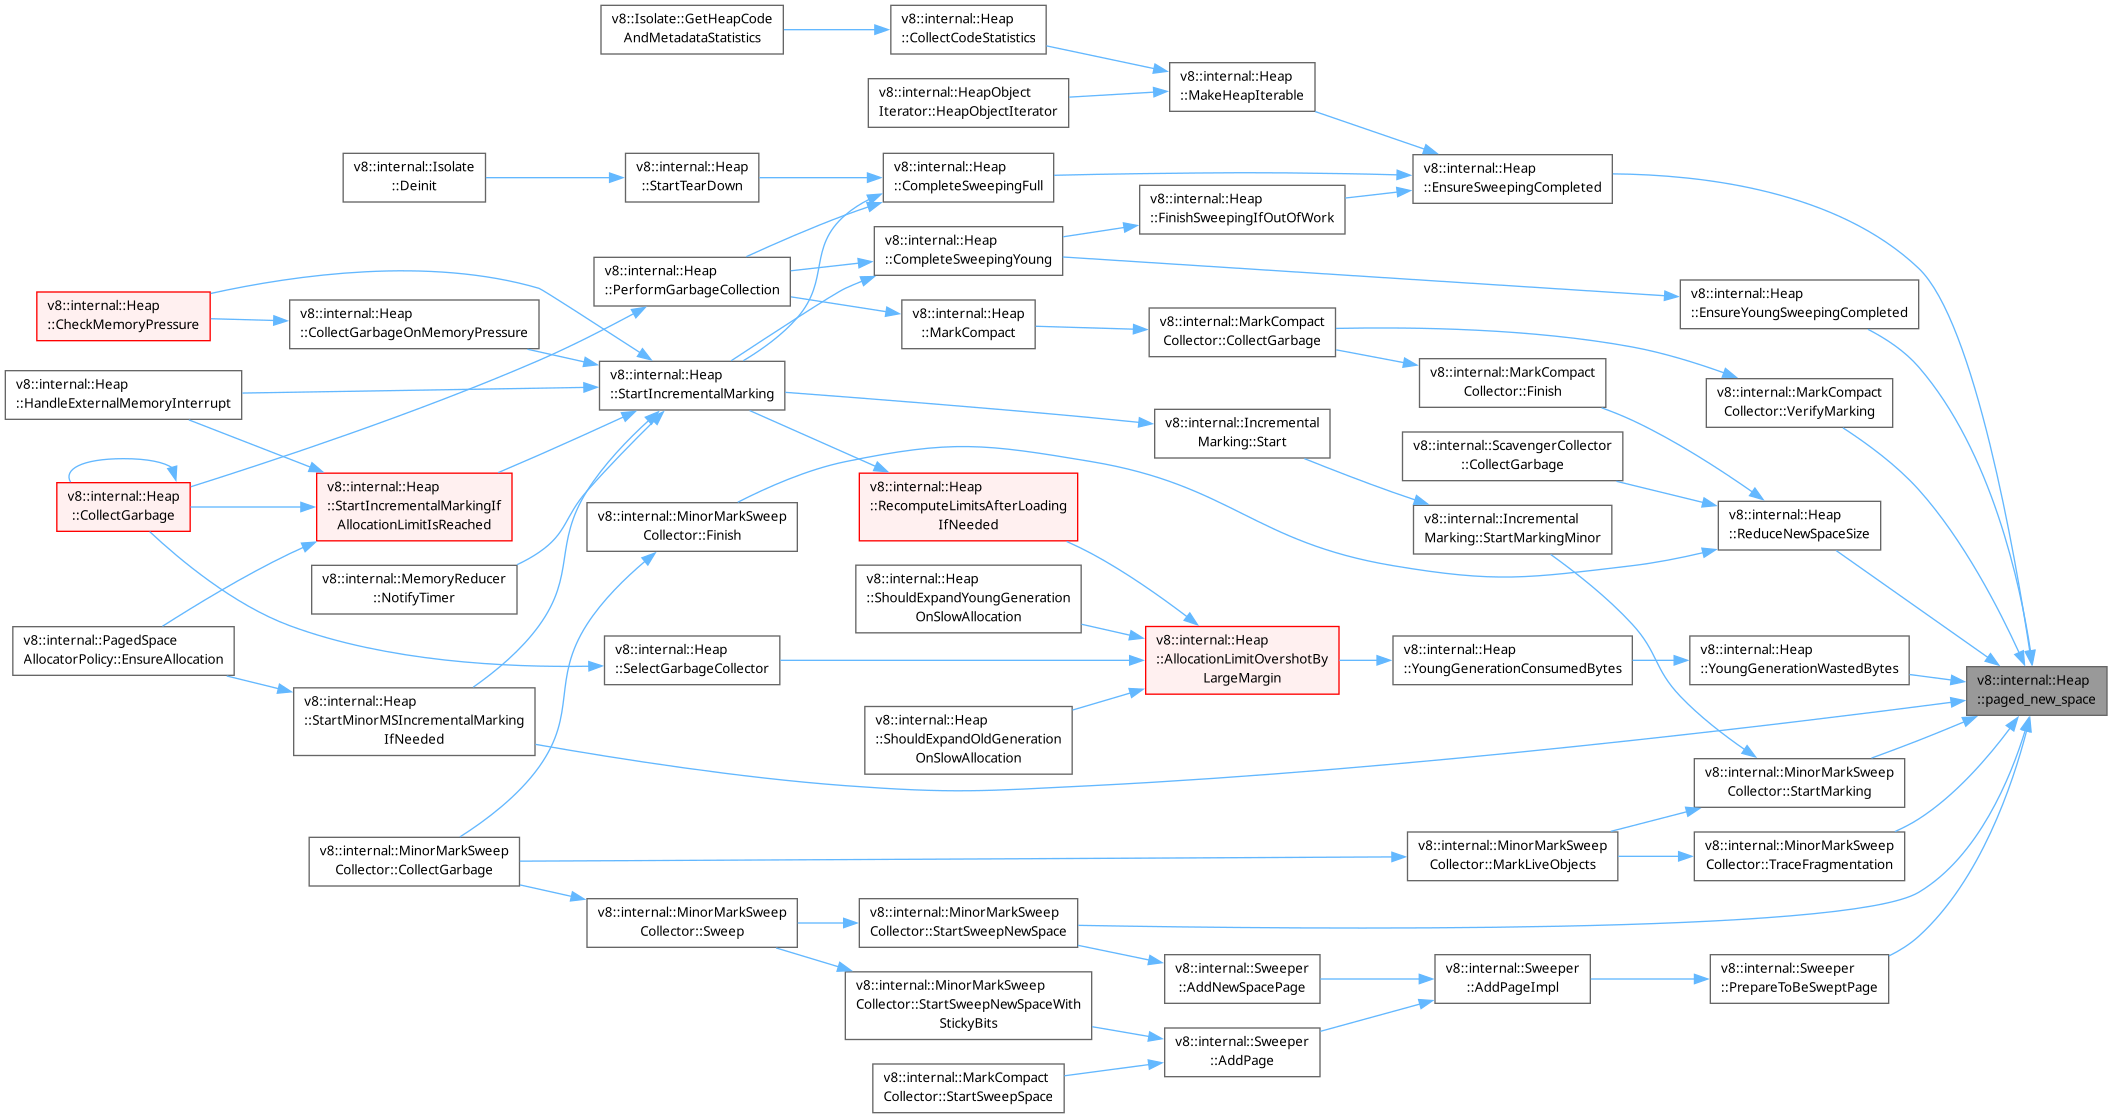 v8::Isolate::GetHeapCode
AndMetadataStatistics
v8::internal::Heap
::CollectCodeStatistics
v8::internal::Heap
::MakeHeapIterable
v8::internal::HeapObject
Iterator::HeapObjectIterator
v8::internal::Isolate
::Deinit
v8::internal::Heap
::StartTearDown
v8::internal::Heap
::CompleteSweepingFull
v8::internal::Heap
::EnsureSweepingCompleted
v8::internal::Heap
::FinishSweepingIfOutOfWork
v8::internal::Heap
::CompleteSweepingYoung
v8::internal::Heap
::PerformGarbageCollection
v8::internal::Heap
::EnsureYoungSweepingCompleted
v8::internal::Heap
::CheckMemoryPressure
v8::internal::Heap
::CollectGarbageOnMemoryPressure
v8::internal::Heap
::MarkCompact
v8::internal::MarkCompact
Collector::CollectGarbage
v8::internal::Heap
::HandleExternalMemoryInterrupt
v8::internal::Heap
::StartIncrementalMarking
v8::internal::MarkCompact
Collector::Finish
v8::internal::MarkCompact
Collector::VerifyMarking
v8::internal::Incremental
Marking::Start
v8::internal::ScavengerCollector
::CollectGarbage
v8::internal::Heap
::CollectGarbage
v8::internal::Heap
::StartIncrementalMarkingIf
AllocationLimitIsReached
v8::internal::MinorMarkSweep
Collector::Finish
v8::internal::Heap
::RecomputeLimitsAfterLoading
IfNeeded
v8::internal::Incremental
Marking::StartMarkingMinor
v8::internal::Heap
::ReduceNewSpaceSize
v8::internal::MemoryReducer
::NotifyTimer
v8::internal::Heap
::ShouldExpandYoungGeneration
OnSlowAllocation
v8::internal::PagedSpace
AllocatorPolicy::EnsureAllocation
v8::internal::Heap
::SelectGarbageCollector
v8::internal::Heap
::AllocationLimitOvershotBy
LargeMargin
v8::internal::Heap
::YoungGenerationConsumedBytes
v8::internal::Heap
::YoungGenerationWastedBytes
v8::internal::Heap
::paged_new_space
v8::internal::Heap
::StartMinorMSIncrementalMarking
IfNeeded
v8::internal::Heap
::ShouldExpandOldGeneration
OnSlowAllocation
v8::internal::MinorMarkSweep
Collector::StartMarking
v8::internal::MinorMarkSweep
Collector::CollectGarbage
v8::internal::MinorMarkSweep
Collector::MarkLiveObjects
v8::internal::MinorMarkSweep
Collector::TraceFragmentation
v8::internal::MinorMarkSweep
Collector::Sweep
v8::internal::MinorMarkSweep
Collector::StartSweepNewSpace
v8::internal::Sweeper
::AddNewSpacePage
v8::internal::Sweeper
::AddPageImpl
v8::internal::Sweeper
::PrepareToBeSweptPage
v8::internal::MinorMarkSweep
Collector::StartSweepNewSpaceWith
StickyBits
v8::internal::Sweeper
::AddPage
v8::internal::MarkCompact
Collector::StartSweepSpace